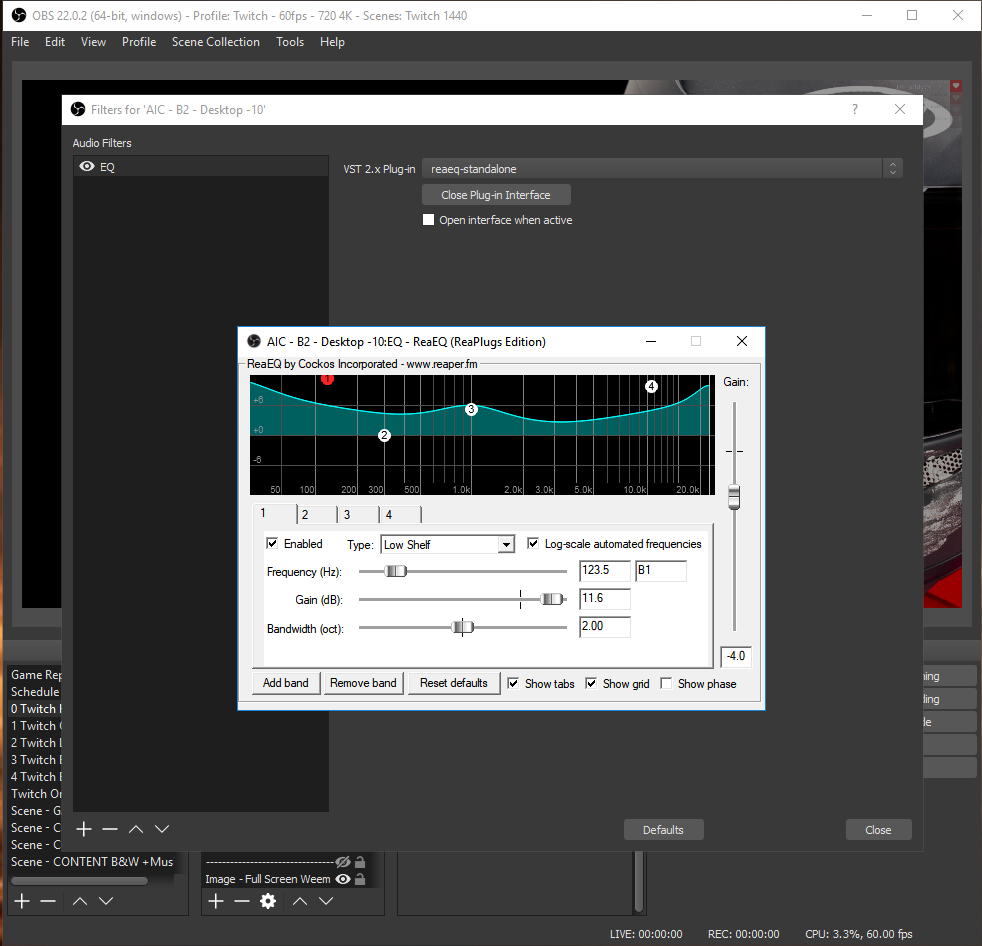 OBS 22.0.2 (64-bit, windows) - Profile: Twitch - 60fps - 720 4K - Scenes: Twitch 1440
File Edit View Profile Scene Collection Tools Help
Filters for 'AIC - B2 - Desktop -10'
?
Audio Filters
EQ
VST 2.x Plug-in reaeq-standalone
Close Plug-in Interface
Open interface when active
AIC - B2 - Desktop -10:EQ - ReaEQ (ReaPlugs Edition)
ReaEQ by Cockos Incorporated - www.reaper.fm
Gain:
1
4
+6
3
+0
2
-6
50 100 200 300 500 1.0k 2.0k 3.0k 5.0k 10.0k 20.0k
1 2 3 4
Enabled Type: Low Shelf Log-scale automated frequencies
Frequency (Hz): 123.5 B1
Gain (dB): 11.6
Bandwidth (oct): 2.00
-4.0
Add band Remove band Reset defaults Show tabs Show grid Show phase
Game Rep
Schedule
0 Twitch
1 Twitch
2 Twitch
3 Twitch
4 Twitch
Twitch
Scene - G
Scene - C
Scene - C
Scene - CONTENT B&W +Mus
Defaults Close
Image - Full Screen Weem
LIVE: 00:00:00 REC: 00:00:00 CPU: 3.3%, 60.00 fps